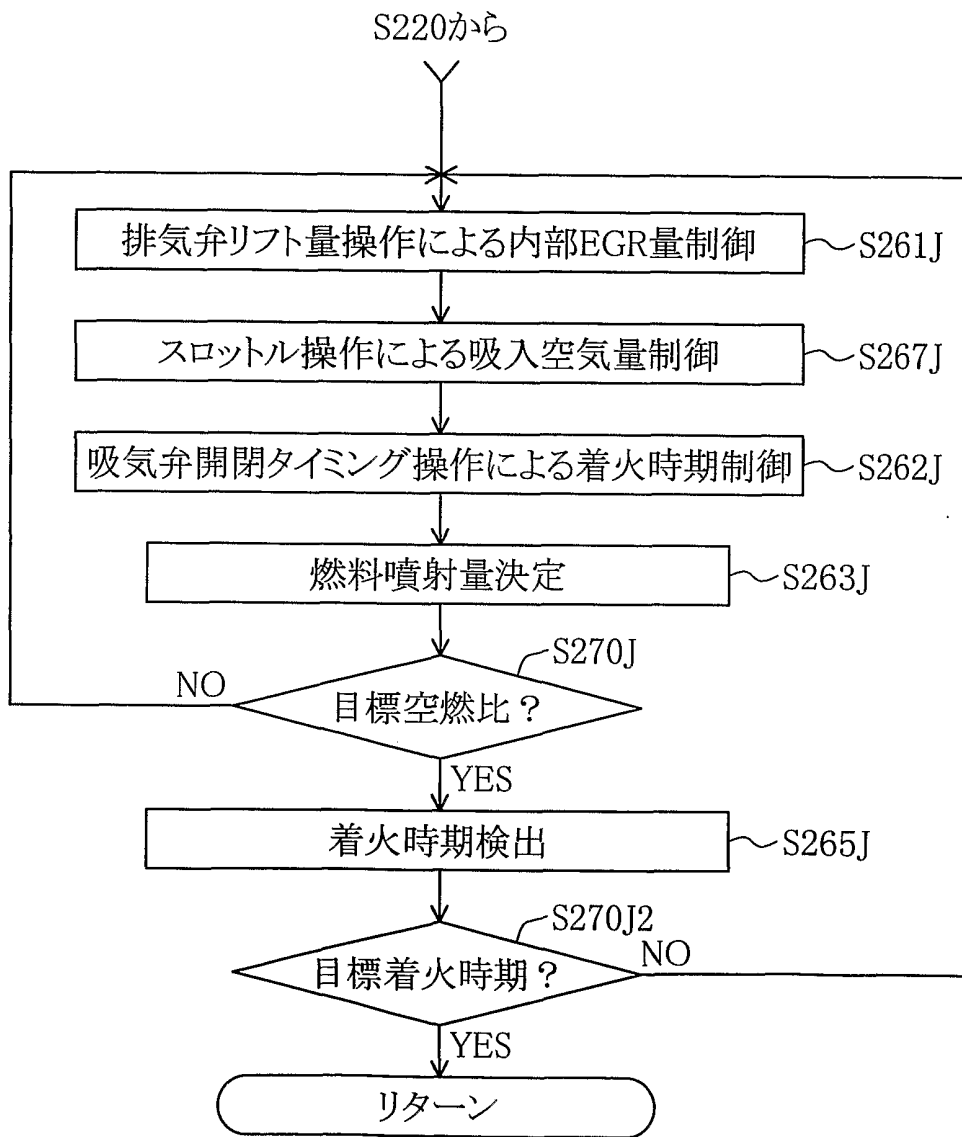 S220から
排気弁リフト量操作による内部EGR量制御 S261J
スロットル操作による吸入空気量制御 S267J
吸気弁開閉タイミング操作による着火時期制御 S262J
燃料噴射量決定 S263J
S270J
NO
目標空燃比？
YES
着火時期検出 S265J
S270J2
目標着火時期？
NO
YES
リターン